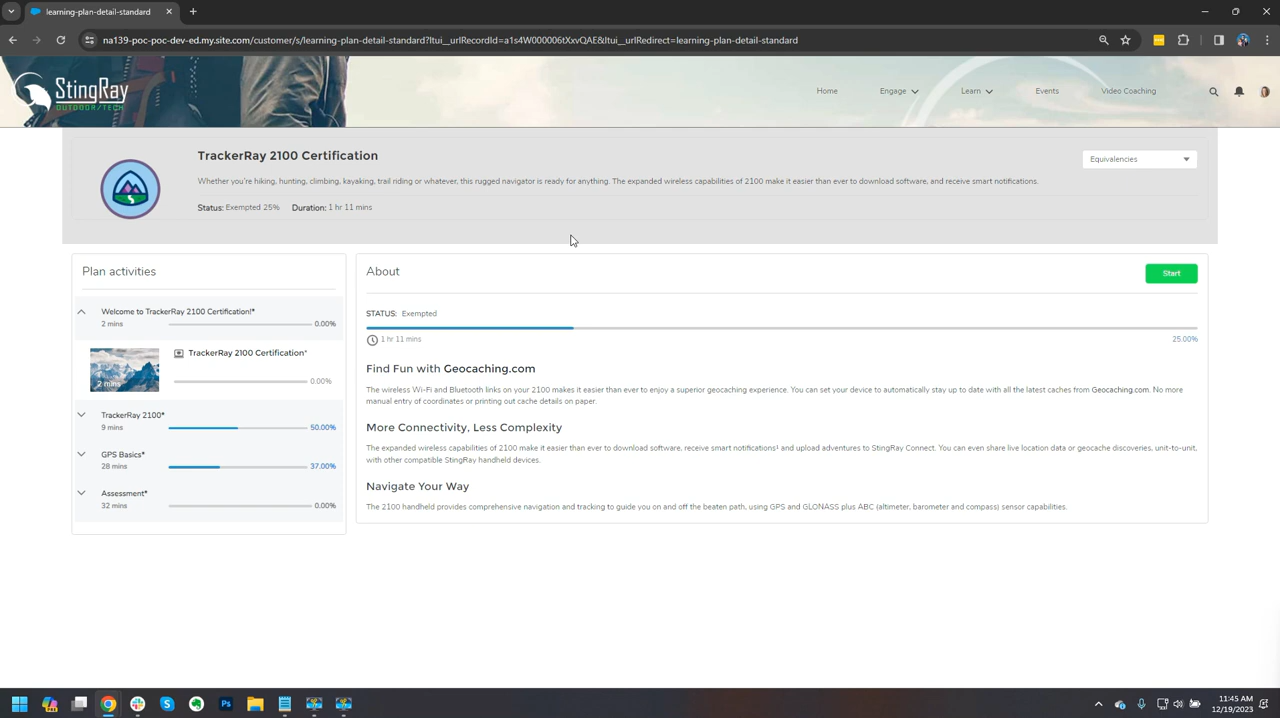 learning-plan-detail-standard
na139-poc-poc-dev-ed.my.site.com/customer/s/learning-plan-detail-standard?ltui__urlRecordId=a1s4W000006tXxvQAE&ltui__urlRedirect=learning-plan-detail-standard
StingRay
OUTDOOR/TECH
Home
Engage
Learn
Events
Video Coaching
TrackerRay 2100 Certification
Equivalencies
Whether you're hiking, hunting, climbing, kayaking, trail riding or whatever, this rugged navigator is ready for anything. The expanded wireless capabilities of 2100 make it easier than ever to download software, and receive smart notifications.
Status: Exempted 25% Duration: 1 hr 11 mins
Plan activities
Welcome to TrackerRay 2100 Certification!*
2 mins 0.00%
TrackerRay 2100 Certification*
2 mins
0.00%
TrackerRay 2100*
9 mins 50.00%
GPS Basics*
28 mins 37.00%
Assessment*
32 mins 0.00%
About
Start
STATUS: Exempted
1 hr 11 mins 25.00%
Find Fun with Geocaching.com
The wireless Wi-Fi and Bluetooth links on your 2100 makes it easier than ever to enjoy a superior geocaching experience. You can set your device to automatically stay up to date with all the latest caches from Geocaching.com. No more
manual entry of coordinates or printing out cache details on paper.
More Connectivity, Less Complexity
The expanded wireless capabilities of 2100 make it easier than ever to download software, receive smart notifications¹ and upload adventures to StingRay Connect. You can even share live location data or geocache discoveries, unit-to-unit,
with other compatible StingRay handheld devices.
Navigate Your Way
The 2100 handheld provides comprehensive navigation and tracking to guide you on and off the beaten path, using GPS and GLONASS plus ABC (altimeter, barometer and compass) sensor capabilities.
11:45 AM
12/19/2023